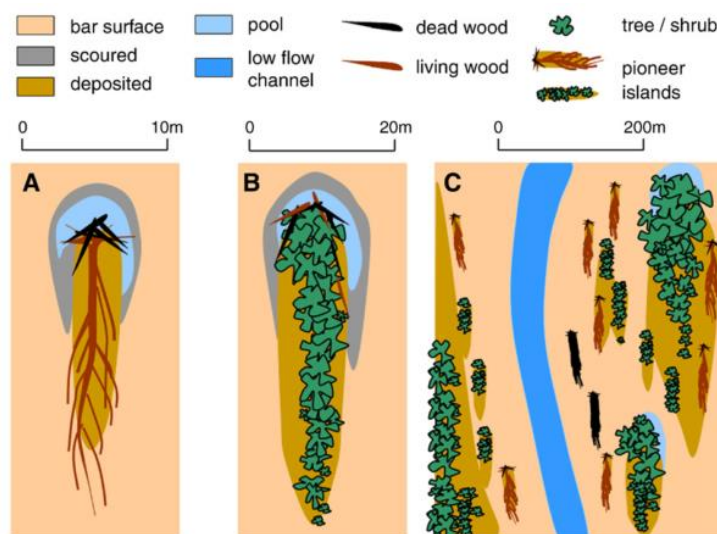 bar surface
scoured
deposited
pool
low flow
channel
dead wood
living wood
tree / shrub
pioneer
islands
0 10m
0 20m
0 200m
A
B
C